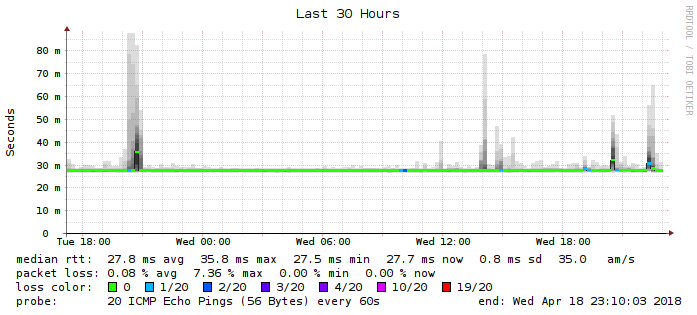 Last 30 Hours
RRDTOOL / TOBI OETIKER
Seconds
80 m
70 m
60 m
50 m
40 m
30 m
20 m
10 m
0
Tue 18:00 Wed 00:00 Wed 06:00 Wed 12:00 Wed 18:00
median rtt: 27.8 ms avg 35.8 ms max 27.5 ms min 27.7 ms now 0.8 ms sd 35.0 am/s
packet loss: 0.08 % avg 7.36 % max 0.00 % min 0.00 % now
loss color: 0 1/20 2/20 3/20 4/20 10/20 19/20
probe: 20 ICMP Echo Pings (56 Bytes) every 60s end: Wed Apr 18 23:10:03 2018